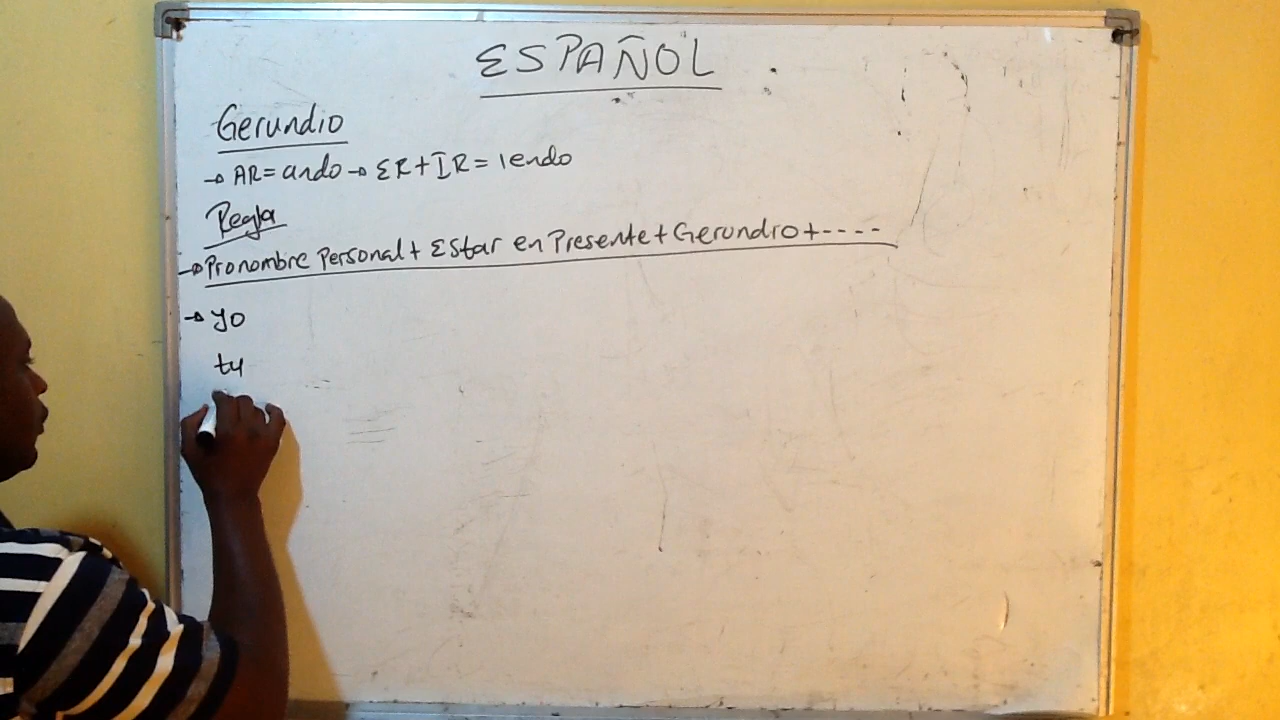 ESPAÑOL
Gerundio
→ AR = ando → ER + IR = iendo
Regla
→ Pronombre Personal + Estar en Presente + Gerundio + ----
→ yo
tu